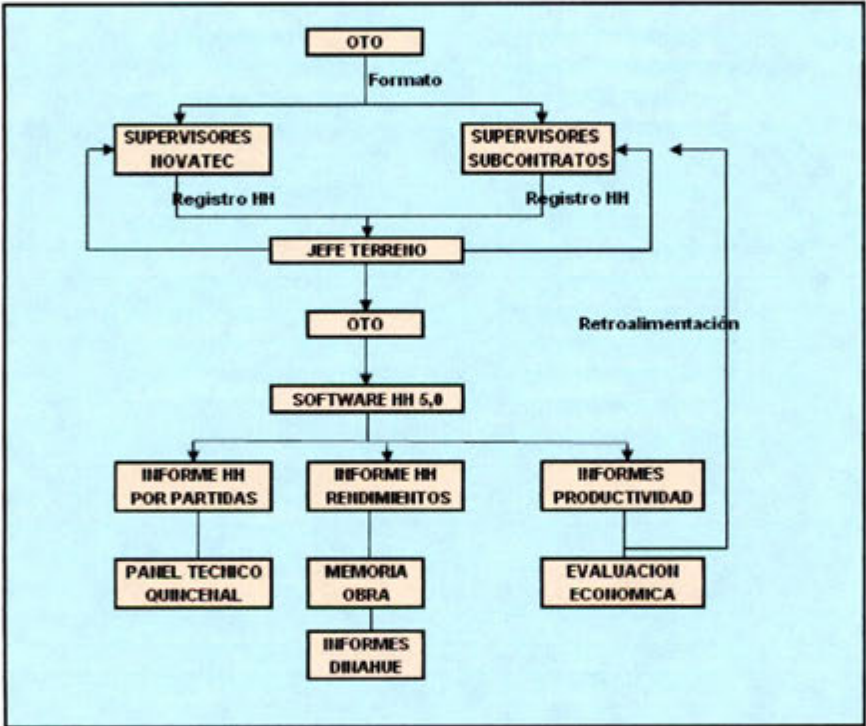 OTO
Formato
SUPERVISORES
NOVATEC
SUPERVISORES
SUBCONTRATOS
Registro HH
Registro HH
JEFE TERRENO
OTO
Retroalimentación
SOFTWARE HH 5,0
INFORME HH
POR PARTIDAS
INFORME HH
RENDIMIENTOS
INFORMES
PRODUCTIVIDAD
PANEL TECNICO
QUINCENAL
MEMORIA
OBRA
EVALUACION
ECONOMICA
INFORMES
DINAHUE